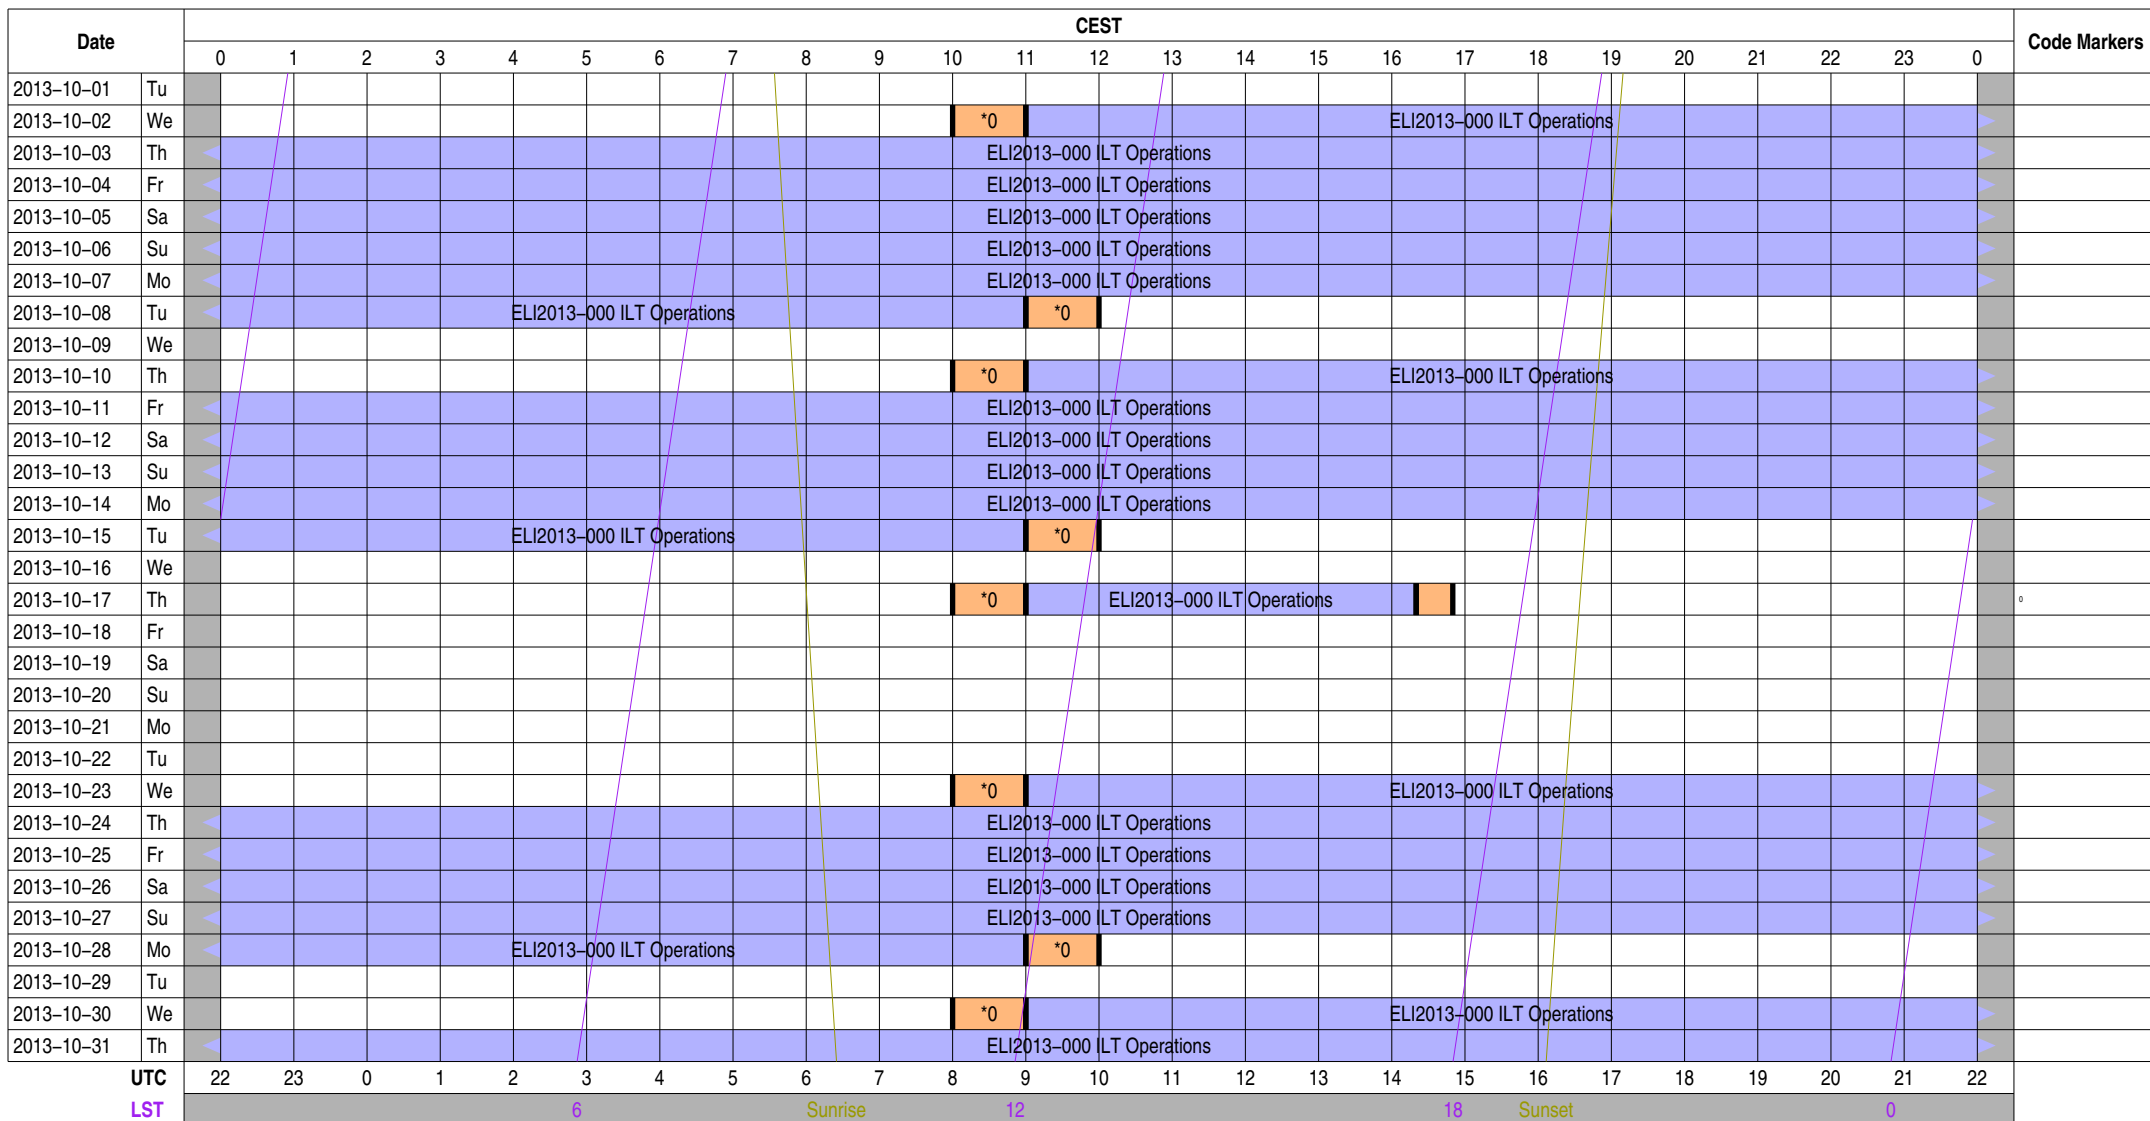 CEST
Date
Code Markers
0 1 2 3 4 5 6 7 8 9 10 11 12 13 14 15 16 17 18 19 20 21 22 23 0
2013-10-01 Tu
2013-10-02 We *0 ELI2013-000 ILT Operations
2013-10-03 Th ELI2013-000 ILT Operations
2013-10-04 Fr ELI2013-000 ILT Operations
2013-10-05 Sa ELI2013-000 ILT Operations
2013-10-06 Su ELI2013-000 ILT Operations
2013-10-07 Mo ELI2013-000 ILT Operations
2013-10-08 Tu ELI2013-000 ILT Operations *0
2013-10-09 We
2013-10-10 Th *0 ELI2013-000 ILT Operations
2013-10-11 Fr ELI2013-000 ILT Operations
2013-10-12 Sa ELI2013-000 ILT Operations
2013-10-13 Su ELI2013-000 ILT Operations
2013-10-14 Mo ELI2013-000 ILT Operations
2013-10-15 Tu ELI2013-000 ILT Operations *0
2013-10-16 We
2013-10-17 Th *0 ELI2013-000 ILT Operations 0
2013-10-18 Fr
2013-10-19 Sa
2013-10-20 Su
2013-10-21 Mo
2013-10-22 Tu
2013-10-23 We *0 ELI2013-000 ILT Operations
2013-10-24 Th ELI2013-000 ILT Operations
2013-10-25 Fr ELI2013-000 ILT Operations
2013-10-26 Sa ELI2013-000 ILT Operations
2013-10-27 Su ELI2013-000 ILT Operations
2013-10-28 Mo ELI2013-000 ILT Operations *0
2013-10-29 Tu
2013-10-30 We *0 ELI2013-000 ILT Operations
2013-10-31 Th ELI2013-000 ILT Operations
UTC 22 23 0 1 2 3 4 5 6 7 8 9 10 11 12 13 14 15 16 17 18 19 20 21 22
LST 6 Sunrise 12 18 Sunset 0